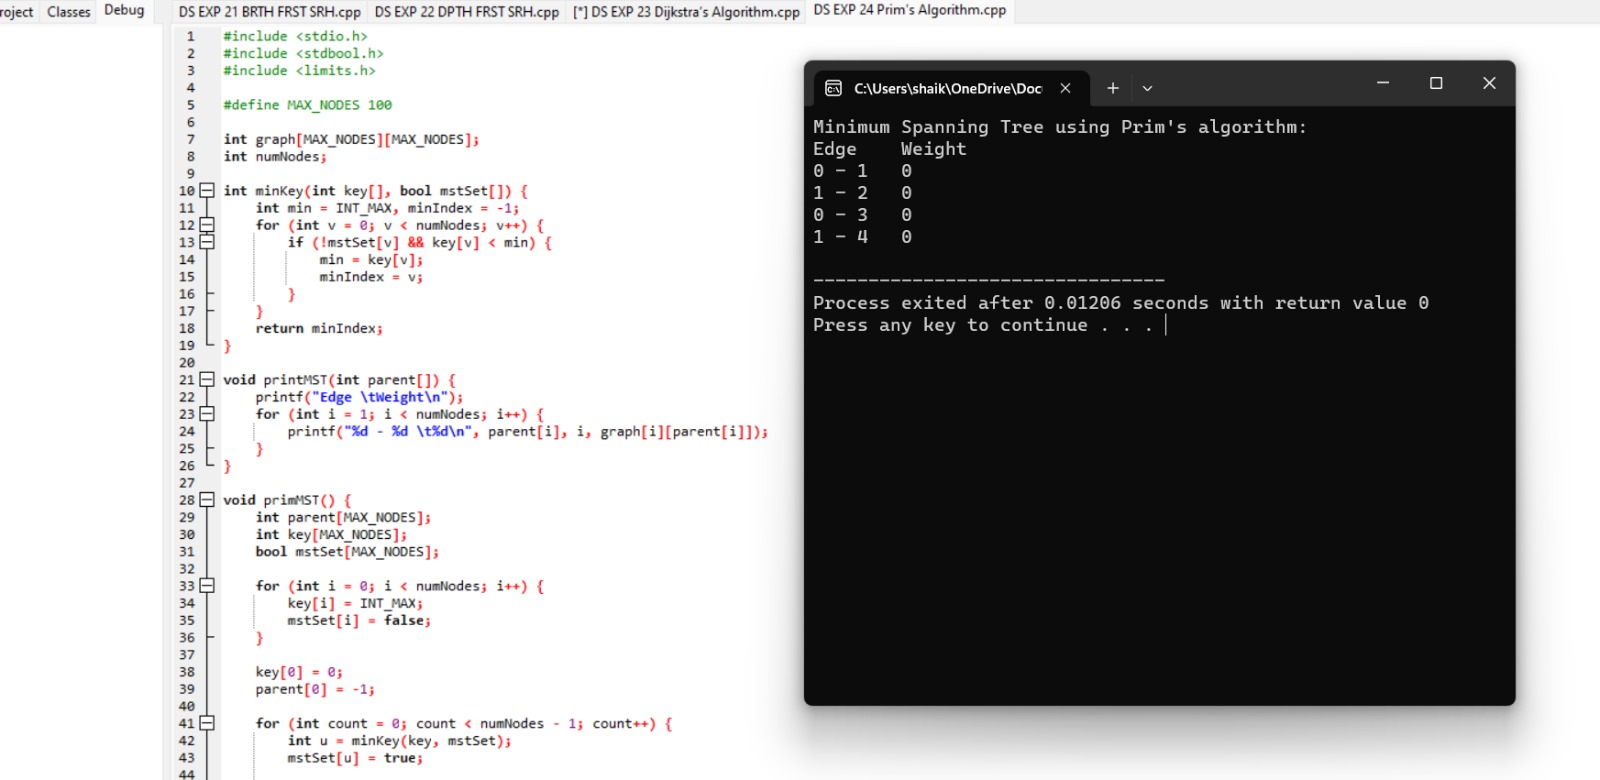 roject Classes Debug
DS EXP 21 BRTH FRST SRH.cpp DS EXP 22 DPTH FRST SRH.cpp [*] DS EXP 23 Dijkstra's Algorithm.cpp DS EXP 24 Prim's Algorithm.cpp
1 #include <stdio.h>
2 #include <stdbool.h>
3 #include <limits.h>
4
5 #define MAX_NODES 100
6
7 int graph[MAX_NODES][MAX_NODES];
8 int numNodes;
9
10 int minKey(int key[], bool mstSet[]) {
11 int min = INT_MAX, minIndex = -1;
12 for (int v = 0; v < numNodes; v++) {
13 if (!mstSet[v] && key[v] < min) {
14 min = key[v];
15 minIndex = v;
16 }
17 }
18 return minIndex;
19 }
20
21 void printMST(int parent[]) {
22 printf("Edge \tWeight\n");
23 for (int i = 1; i < numNodes; i++) {
24 printf("%d - %d \t%d\n", parent[i], i, graph[i][parent[i]]);
25 }
26 }
27
28 void primMST() {
29 int parent[MAX_NODES];
30 int key[MAX_NODES];
31 bool mstSet[MAX_NODES];
32
33 for (int i = 0; i < numNodes; i++) {
34 key[i] = INT_MAX;
35 mstSet[i] = false;
36 }
37
38 key[0] = 0;
39 parent[0] = -1;
40
41 for (int count = 0; count < numNodes - 1; count++) {
42 int u = minKey(key, mstSet);
43 mstSet[u] = true;
44
C:\Users\shaik\OneDrive\Doc
Minimum Spanning Tree using Prim's algorithm:
Edge Weight
0 - 1 0
1 - 2 0
0 - 3 0
1 - 4 0
--------------------------------
Process exited after 0.01206 seconds with return value 0
Press any key to continue . . .